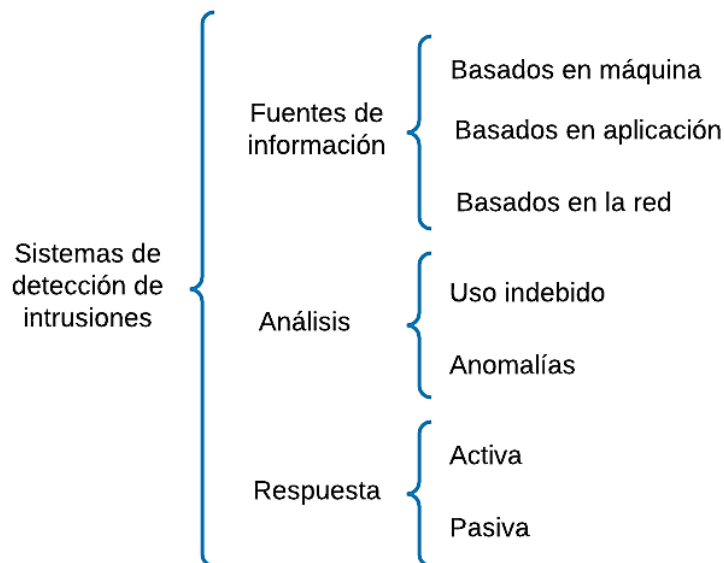 Sistemas de
detección de
intrusiones
Fuentes de
información
Basados en máquina
Basados en aplicación
Basados en la red
Análisis
Uso indebido
Anomalías
Respuesta
Activa
Pasiva